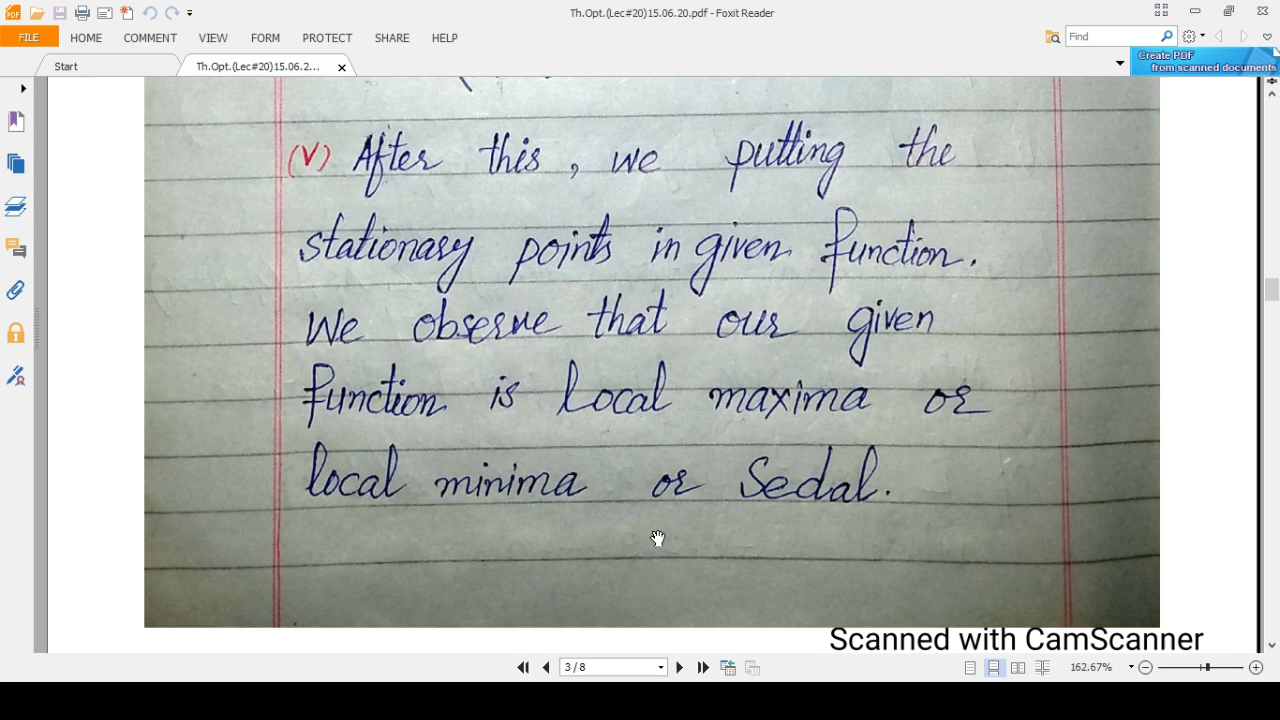 Th.Opt.(Lec#20)15.06.20.pdf - Foxit Reader
FILE HOME COMMENT VIEW FORM PROTECT SHARE HELP
Find
Create PDF
from scanned documents
Start
Th.Opt.(Lec#20)15.06.2...
(V) After this, we putting the
stationary points in given function.
We observe that our given
function is Local maxima or
local minima or Sedal.
Scanned with CamScanner
3 / 8
162.67%